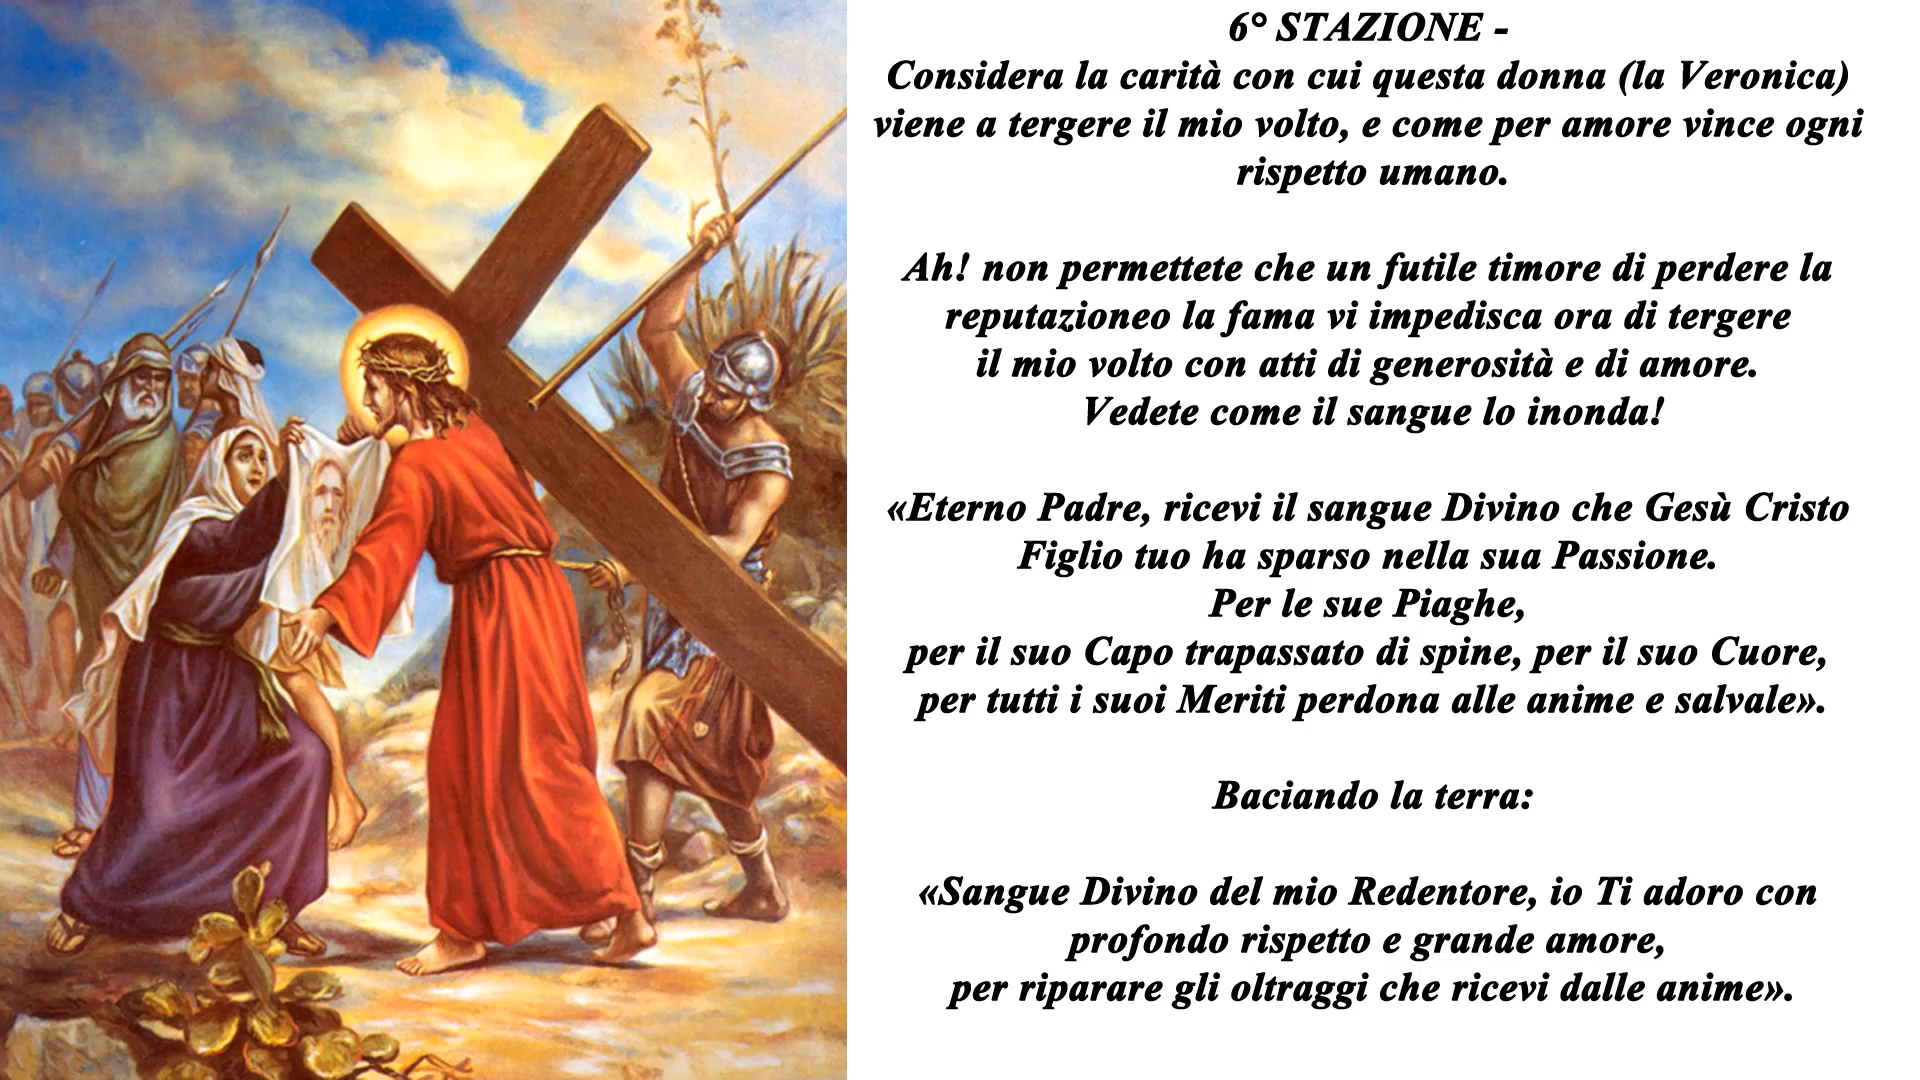 6° STAZIONE -
Considera la carità con cui questa donna (la Veronica)
viene a tergere il mio volto, e come per amore vince ogni
rispetto umano.
Ah! non permettete che un futile timore di perdere la
reputazioneo la fama vi impedisca ora di tergere
il mio volto con atti di generosità e di amore.
Vedete come il sangue lo inonda!
«Eterno Padre, ricevi il sangue Divino che Gesù Cristo
Figlio tuo ha sparso nella sua Passione.
Per le sue Piaghe,
per il suo Capo trapassato di spine, per il suo Cuore,
per tutti i suoi Meriti perdona alle anime e salvale».
Baciando la terra:
«Sangue Divino del mio Redentore, io Ti adoro con
profondo rispetto e grande amore,
per riparare gli oltraggi che ricevi dalle anime».